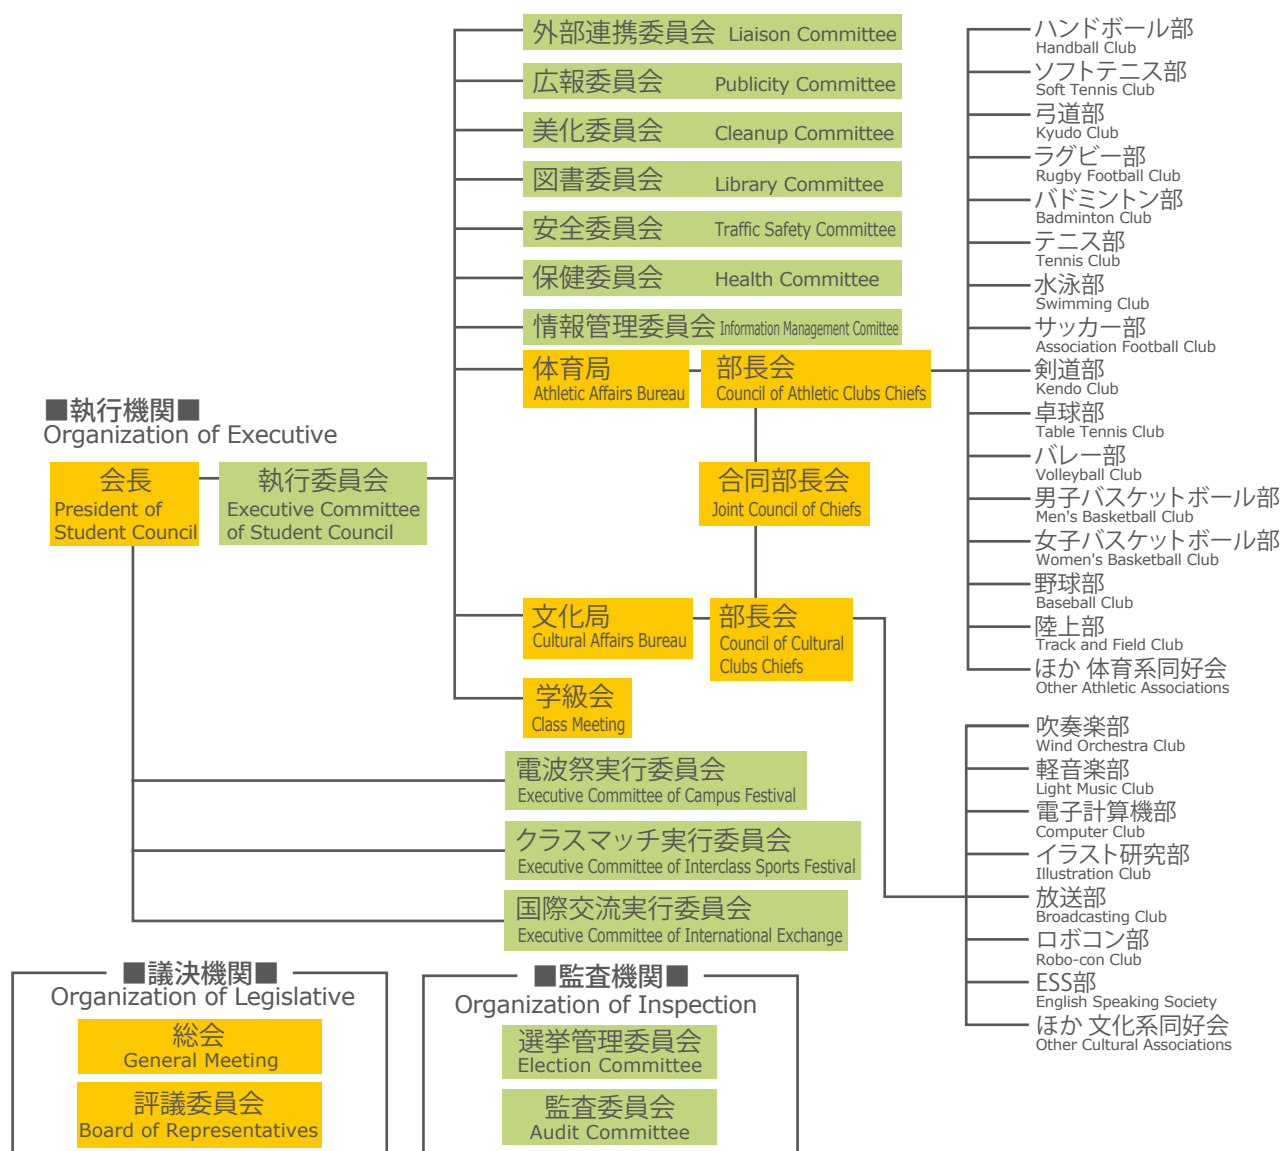 ■執行機関■
Organization of Executive
会長
President of
Student Council
執行委員会
Executive Committee
of Student Council
外部連携委員会 Liaison Committee
広報委員会 Publicity Committee
美化委員会 Cleanup Committee
図書委員会 Library Committee
安全委員会 Traffic Safety Committee
保健委員会 Health Committee
情報管理委員会 Information Management Comittee
体育局
Athletic Affairs Bureau
部長会
Council of Athletic Clubs Chiefs
合同部長会
Joint Council of Chiefs
文化局
Cultural Affairs Bureau
部長会
Council of Cultural
Clubs Chiefs
学級会
Class Meeting
電波祭実行委員会
Executive Committee of Campus Festival
クラスマッチ実行委員会
Executive Committee of Interclass Sports Festival
国際交流実行委員会
Executive Committee of International Exchange
ハンドボール部
Handball Club
ソフトテニス部
Soft Tennis Club
弓道部
Kyudo Club
ラグビー部
Rugby Football Club
バドミントン部
Badminton Club
テニス部
Tennis Club
水泳部
Swimming Club
サッカー部
Association Football Club
剣道部
Kendo Club
卓球部
Table Tennis Club
バレー部
Volleyball Club
男子バスケットボール部
Men's Basketball Club
女子バスケットボール部
Women's Basketball Club
野球部
Baseball Club
陸上部
Track and Field Club
ほか 体育系同好会
Other Athletic Associations
吹奏楽部
Wind Orchestra Club
軽音楽部
Light Music Club
電子計算機部
Computer Club
イラスト研究部
Illustration Club
放送部
Broadcasting Club
ロボコン部
Robo-con Club
ESS部
English Speaking Society
ほか 文化系同好会
Other Cultural Associations
■議決機関■
Organization of Legislative
総会
General Meeting
評議委員会
Board of Representatives
■監査機関■
Organization of Inspection
選挙管理委員会
Election Committee
監査委員会
Audit Committee